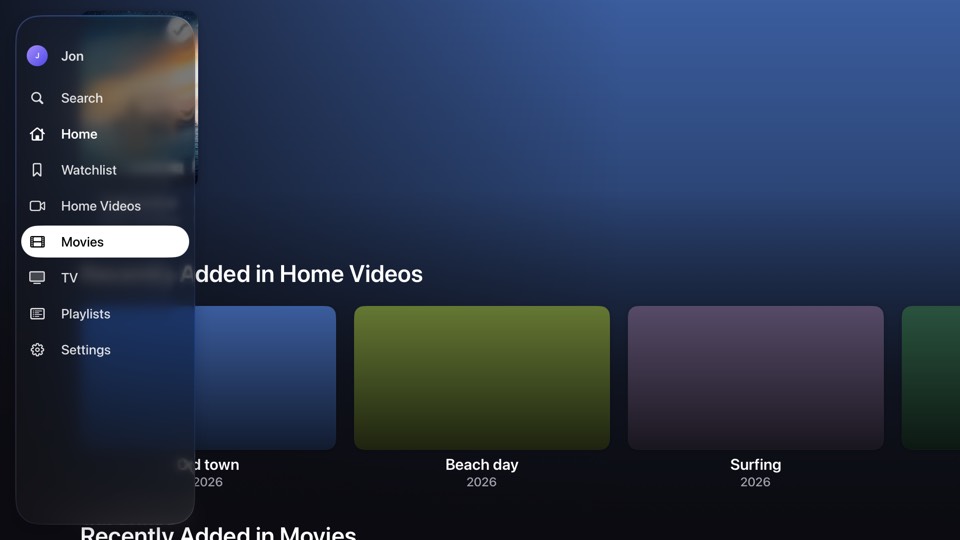 J
Jon
Search
Home
Watchlist
Home Videos
Movies
TV
Playlists
Settings
Added in Home Videos
town
2026
Beach day
2026
Surfing
2026
Recently Added in Movies